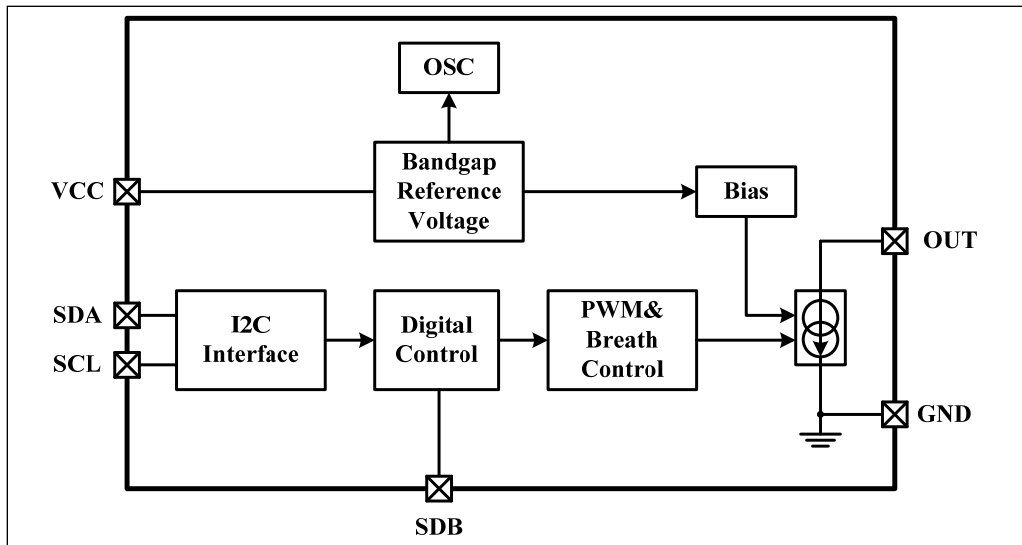 OSC
VCC
Bandgap
Reference
Voltage
Bias
OUT
SDA
SCL
I2C
Interface
Digital
Control
PWM&
Breath
Control
GND
SDB